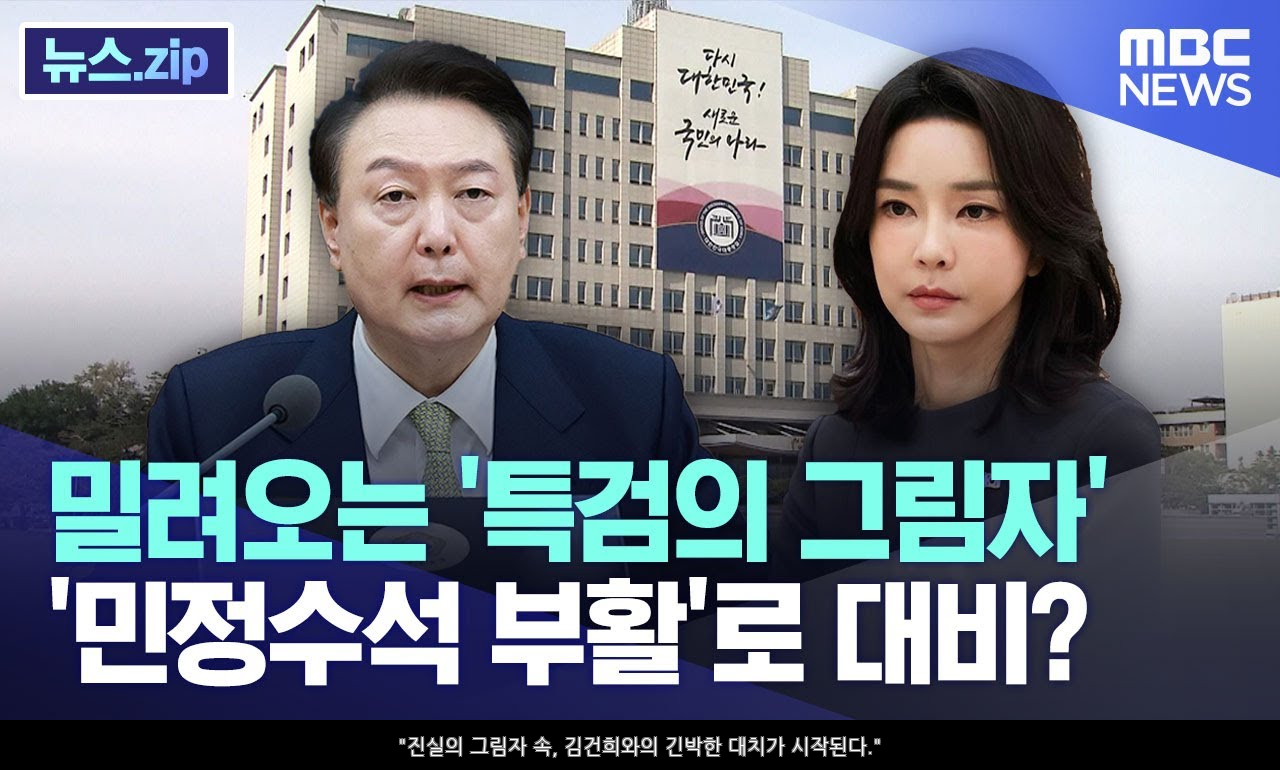 뉴스.zip
MBC
NEWS
다시
대한민국!
새로운
국민의 나라
밀려오는 '특검의 그림자'
'민정수석 부활'로 대비?
"진실의 그림자 속, 김건희와의 긴박한 대치가 시작된다."